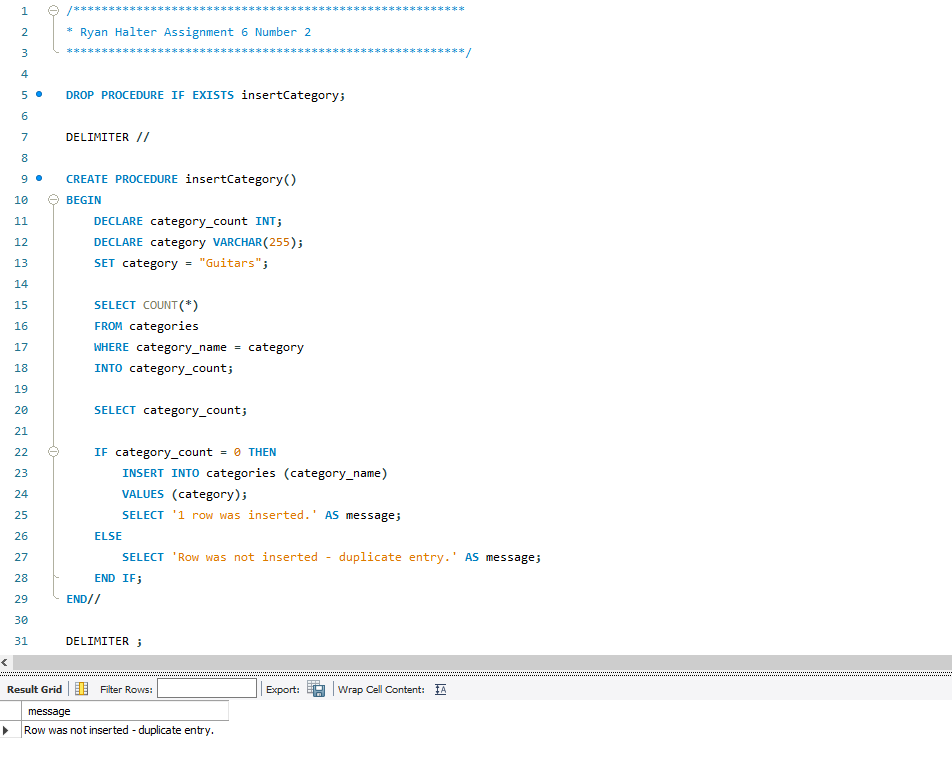 1 /********************************************************
2 * Ryan Halter Assignment 6 Number 2
3 *********************************************************/
4
5 DROP PROCEDURE IF EXISTS insertCategory;
6
7 DELIMITER //
8
9 CREATE PROCEDURE insertCategory()
10 BEGIN
11 DECLARE category_count INT;
12 DECLARE category VARCHAR(255);
13 SET category = "Guitars";
14
15 SELECT COUNT(*)
16 FROM categories
17 WHERE category_name = category
18 INTO category_count;
19
20 SELECT category_count;
21
22 IF category_count = 0 THEN
23 INSERT INTO categories (category_name)
24 VALUES (category);
25 SELECT '1 row was inserted.' AS message;
26 ELSE
27 SELECT 'Row was not inserted - duplicate entry.' AS message;
28 END IF;
29 END//
30
31 DELIMITER ;
Result Grid Filter Rows: Export: Wrap Cell Content:
message
Row was not inserted - duplicate entry.